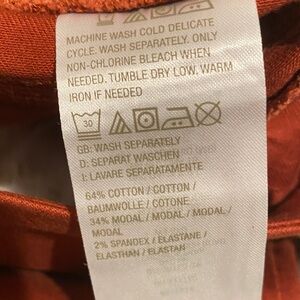 MACHINE WASH COLD DELICATE
CYCLE. WASH SEPARATELY. ONLY
NON-CHLORINE BLEACH WHEN
NEEDED. TUMBLE DRY LOW, WARM
IRON IF NEEDED
30
GB: WASH SEPARATELY
D: SEPARAT WASCHEN
I: LAVARE SEPARATAMENTE
64% COTTON / COTTON /
BAUMWOLLE / COTONE
34% MODAL / MODAL / MODAL /
MODAL
2% SPANDEX / ELASTANE /
ELASTHAN / ELASTAN